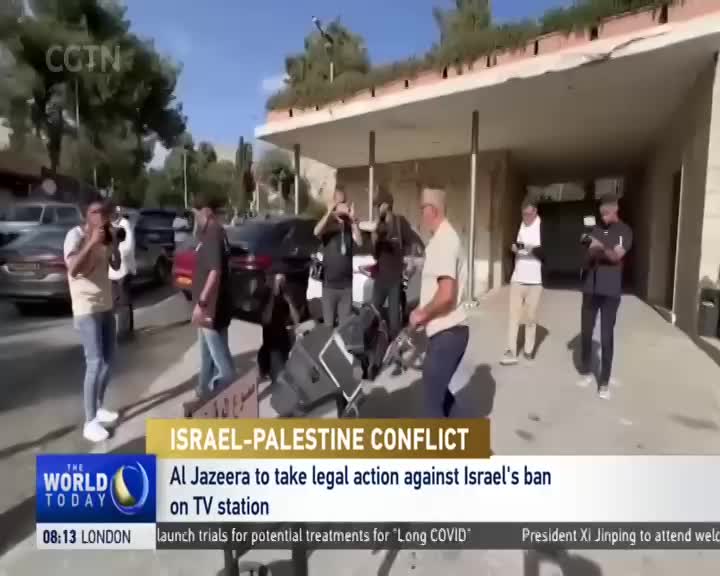 CGTN
ISRAEL-PALESTINE CONFLICT
THE WORLD TODAY
Al Jazeera to take legal action against Israel's ban
on TV station
08:13 LONDON
launch trials for potential treatments for "Long COVID" President Xi Jinping to attend welc